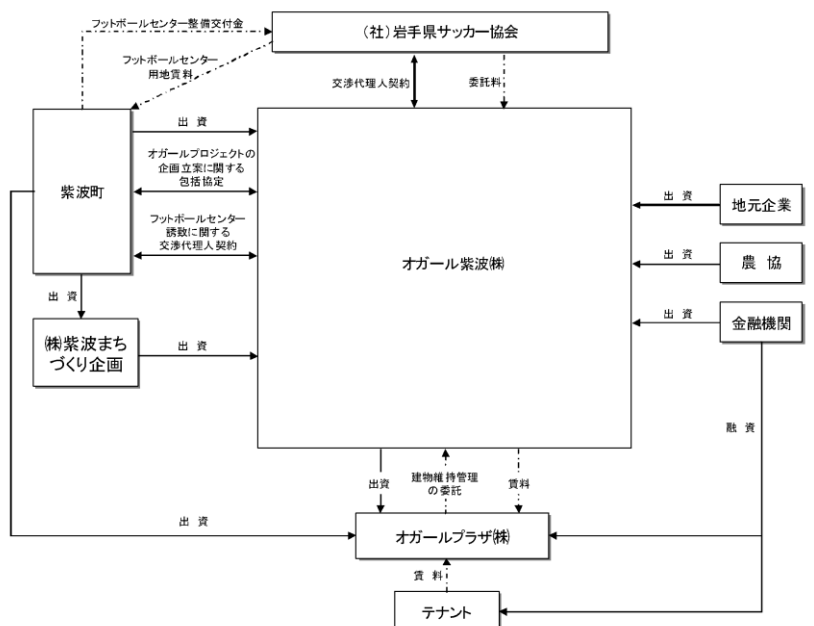 フットボールセンター整備交付金
(社)岩手県サッカー協会
フットボールセンター
用地賃料
交渉代理人契約
委託料
紫波町
出 資
オガールプロジェクトの
企画立案に関する
包括協定
フットボールセンター
誘致に関する
交渉代理人契約
オガール紫波㈱
出 資
地元企業
出 資
農 協
出 資
金融機関
出 資
㈱紫波まち
づくり企画
出 資
融 資
出資
建物維持管理
の委託
賃料
出 資
オガールプラザ㈱
賃 料
テナント